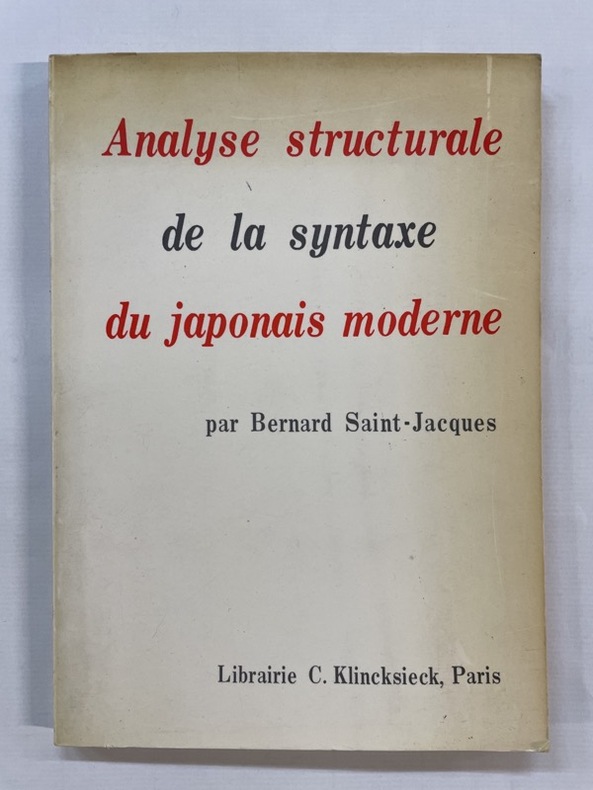 Analyse structurale
de la syntaxe
du japonais moderne
par Bernard Saint-Jacques
Librairie C. Klincksieck, Paris